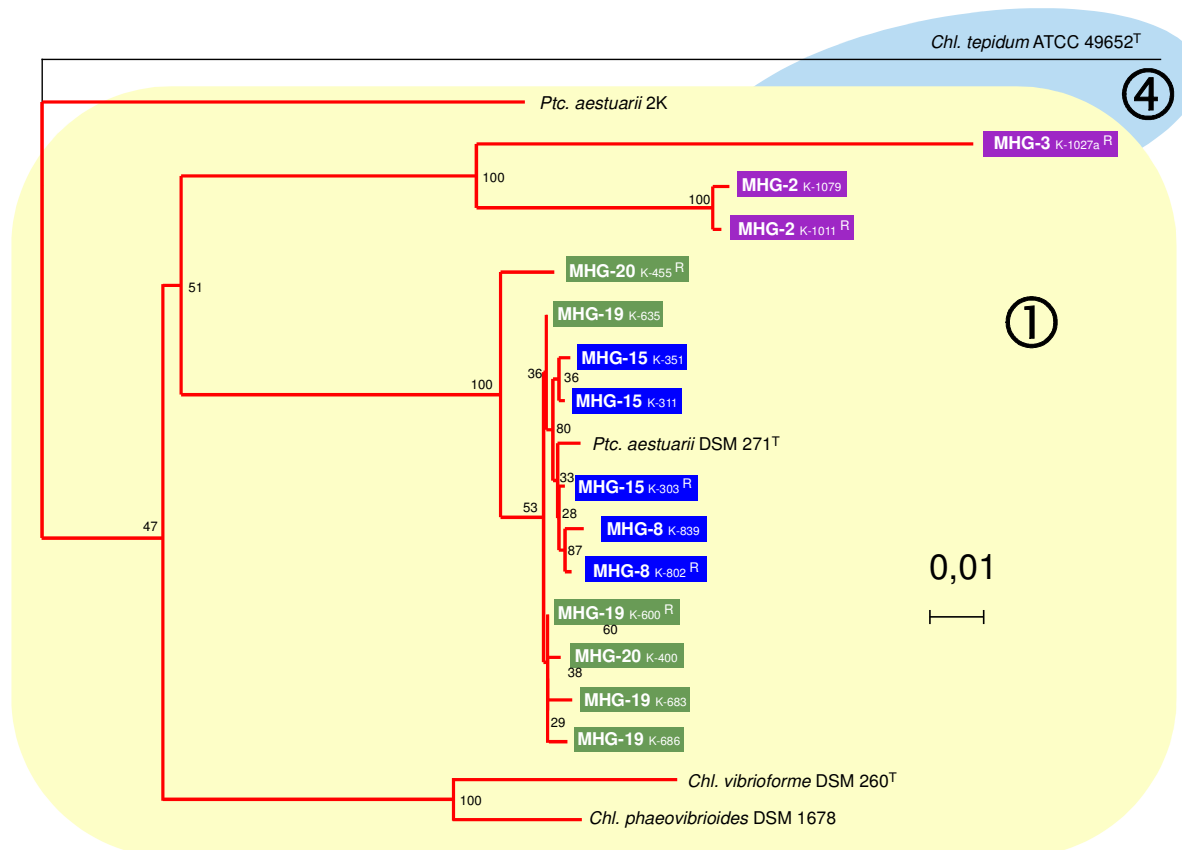 Chl. tepidum ATCC 49652T
④
Ptc. aestuarii 2K
MHG-3 K-1027a R
100
MHG-2 K-1079
100
MHG-2 K-1011 R
MHG-20 K-455 R
51
MHG-19 K-635
①
MHG-15 K-351
36
36
100
MHG-15 K-311
80
Ptc. aestuarii DSM 271T
33
MHG-15 K-303 R
53
28
47
MHG-8 K-839
87
MHG-8 K-802 R
0,01
MHG-19 K-600 R
60
MHG-20 K-400
38
MHG-19 K-683
29
MHG-19 K-686
Chl. vibrioforme DSM 260T
100
Chl. phaeovibrioides DSM 1678